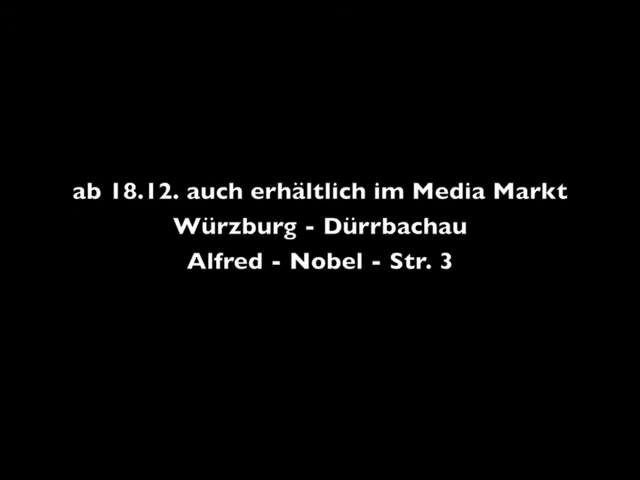 ab 18.12. auch erhältlich im Media Markt
Würzburg - Dürrbachau
Alfred - Nobel - Str. 3